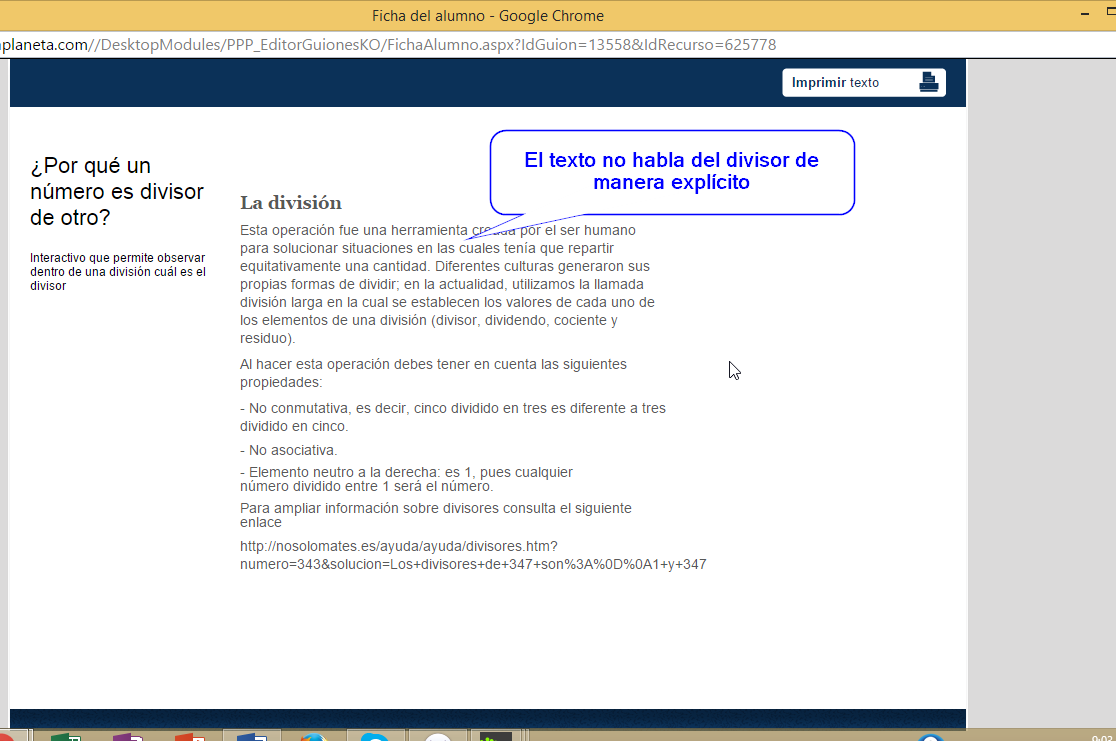 Ficha del alumno - Google Chrome
planeta.com//DesktopModules/PPP_EditorGuionesKO/FichaAlumno.aspx?IdGuion=13558&IdRecurso=625778
Imprimir texto
¿Por qué un
número es divisor
de otro?
Interactivo que permite observar
dentro de una división cuál es el
divisor
El texto no habla del divisor de
manera explícito
La división
Esta operación fue una herramienta creada por el ser humano
para solucionar situaciones en las cuales tenía que repartir
equitativamente una cantidad. Diferentes culturas generaron sus
propias formas de dividir; en la actualidad, utilizamos la llamada
división larga en la cual se establecen los valores de cada uno de
los elementos de una división (divisor, dividendo, cociente y
residuo).
Al hacer esta operación debes tener en cuenta las siguientes
propiedades:
- No conmutativa, es decir, cinco dividido en tres es diferente a tres
dividido en cinco.
- No asociativa.
- Elemento neutro a la derecha: es 1, pues cualquier
número dividido entre 1 será el número.
Para ampliar información sobre divisores consulta el siguiente
enlace
http://nosolomates.es/ayuda/ayuda/divisores.htm?
numero=343&solucion=Los+divisores+de+347+son%3A%0D%0A1+y+347